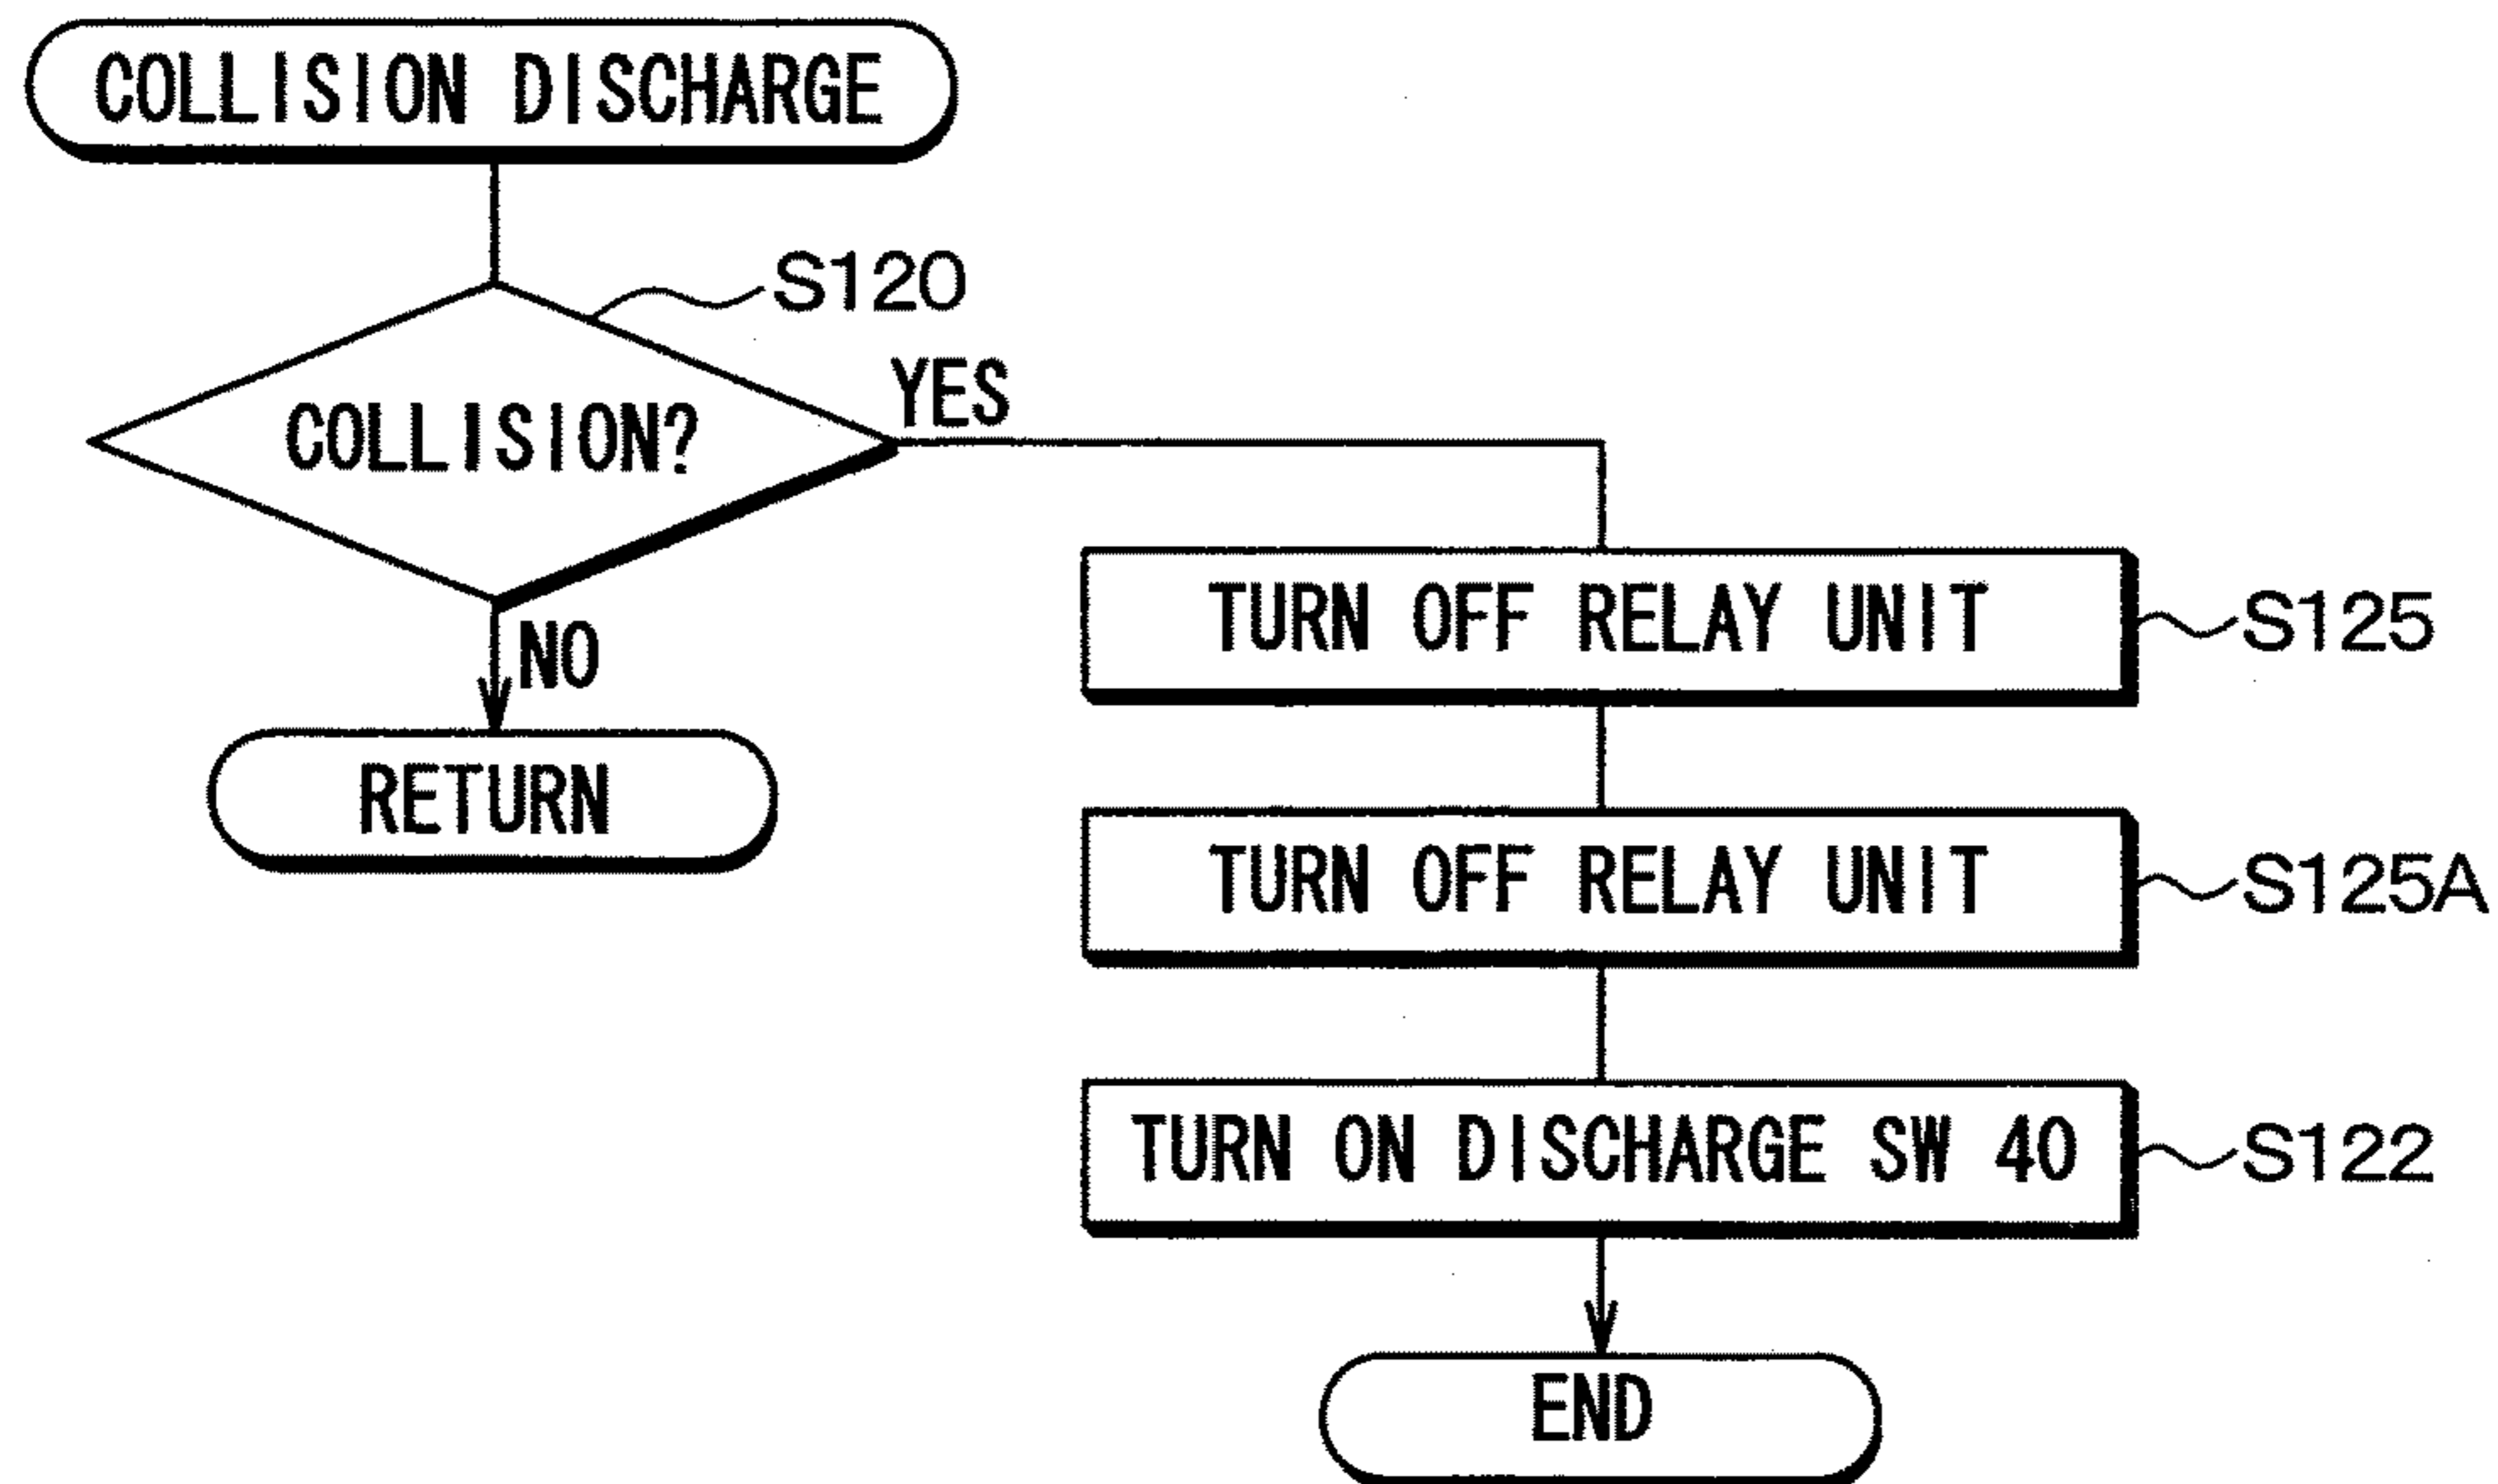 COLLISION DISCHARGE
S120
COLLISION?
YES
NO
RETURN
TURN OFF RELAY UNIT
S125
TURN OFF RELAY UNIT
S125A
TURN ON DISCHARGE SW 40
S122
END